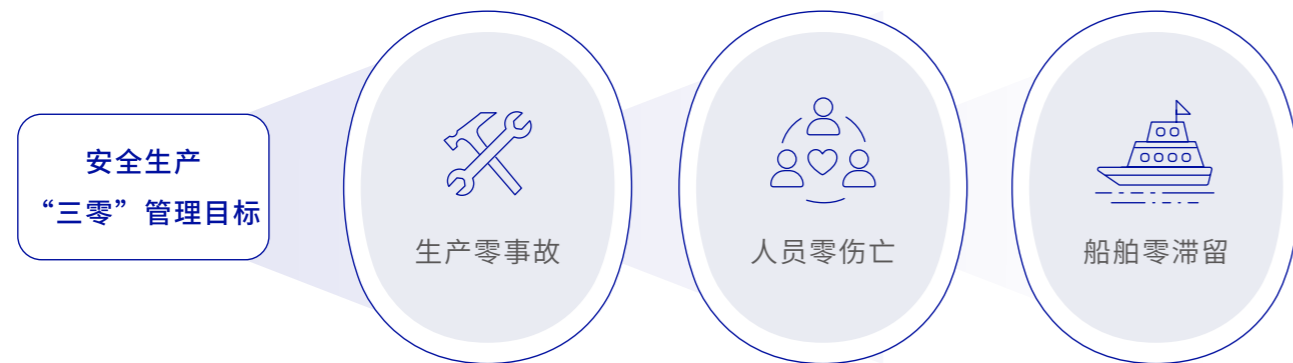 安全生产
“三零”管理目标
生产零事故
人员零伤亡
船舶零滞留